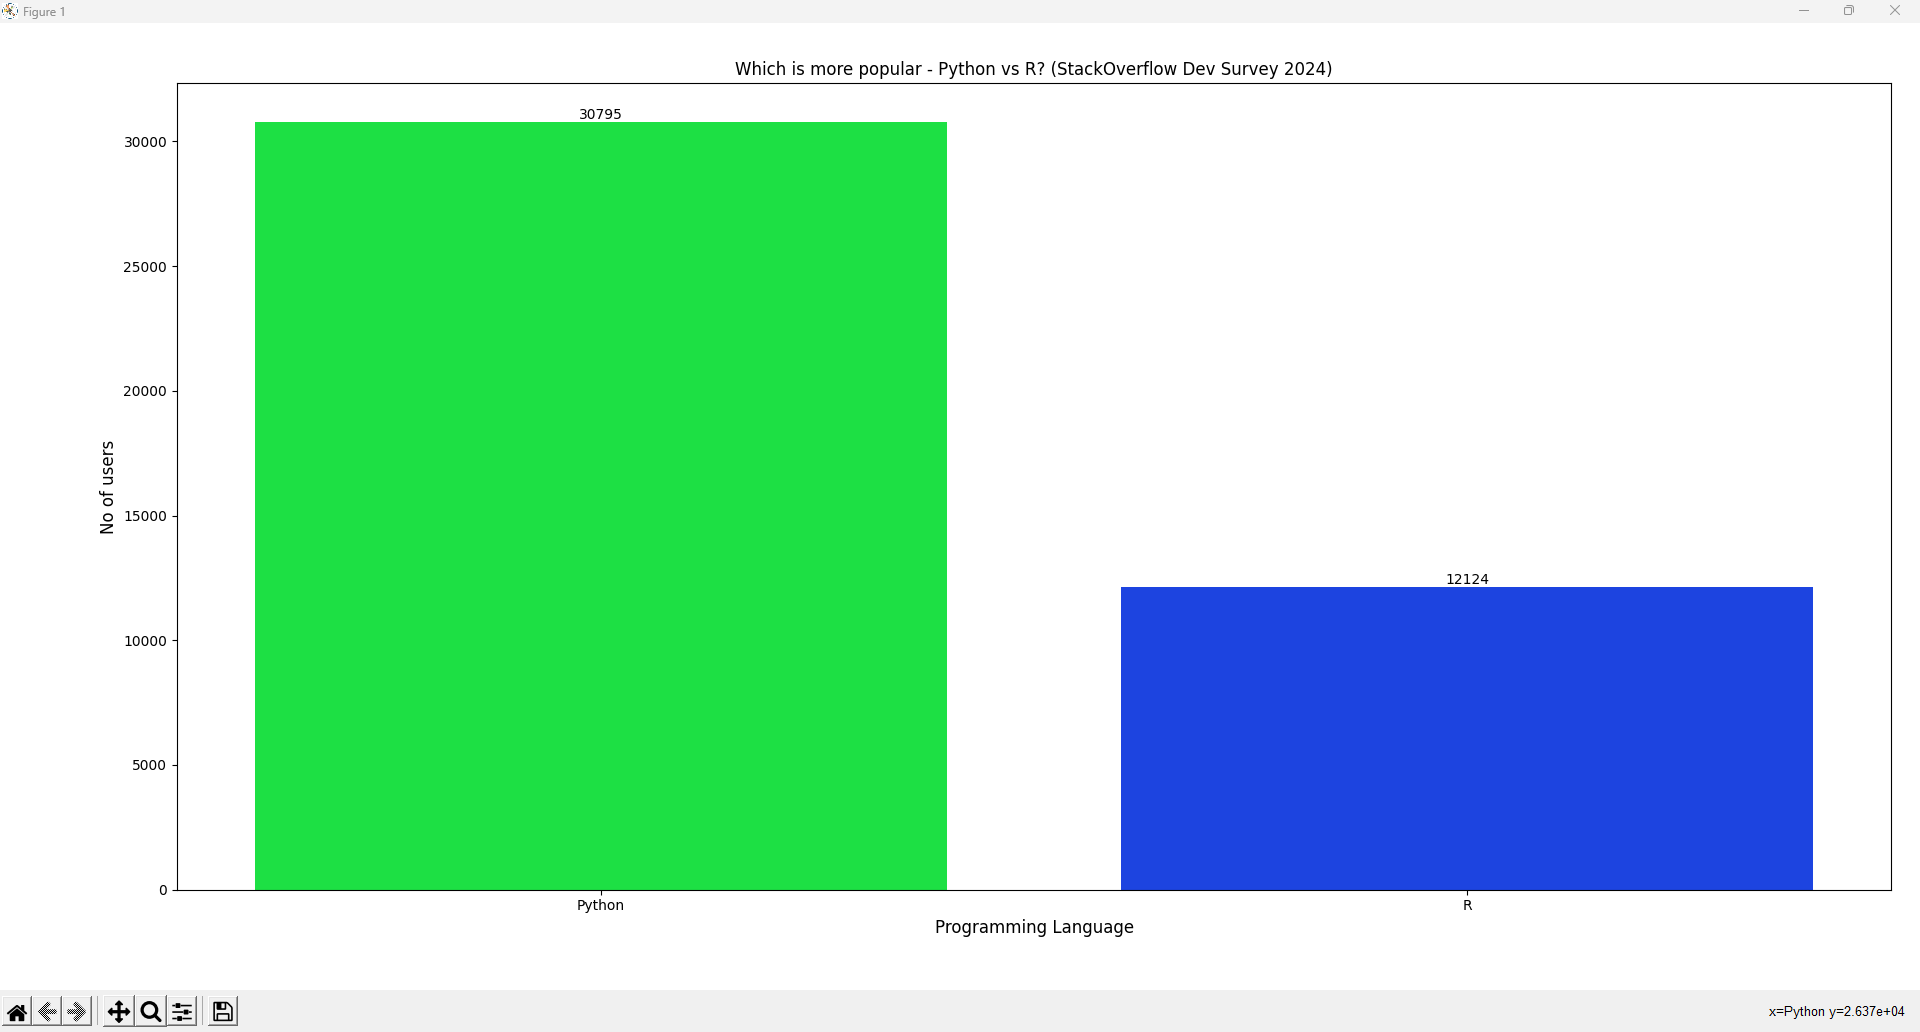 Figure 1
Which is more popular - Python vs R? (StackOverflow Dev Survey 2024)
30795
30000
25000
20000
15000
12124
10000
5000
0
No of users
Python
R
Programming Language
x=Python y=2.637e+04